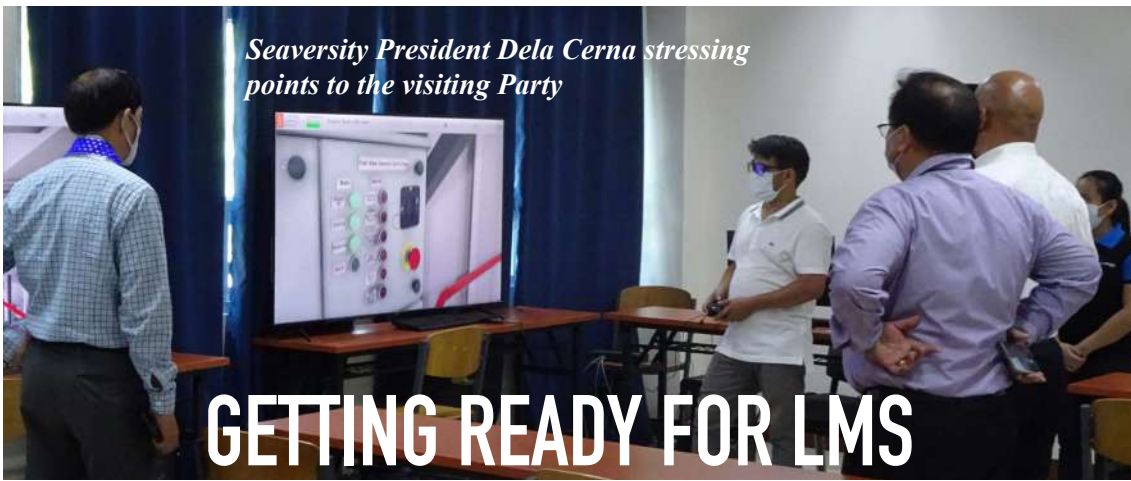 Seaversity President Dela Cerna stressing
points to the visiting Party
GETTING READY FOR LMS